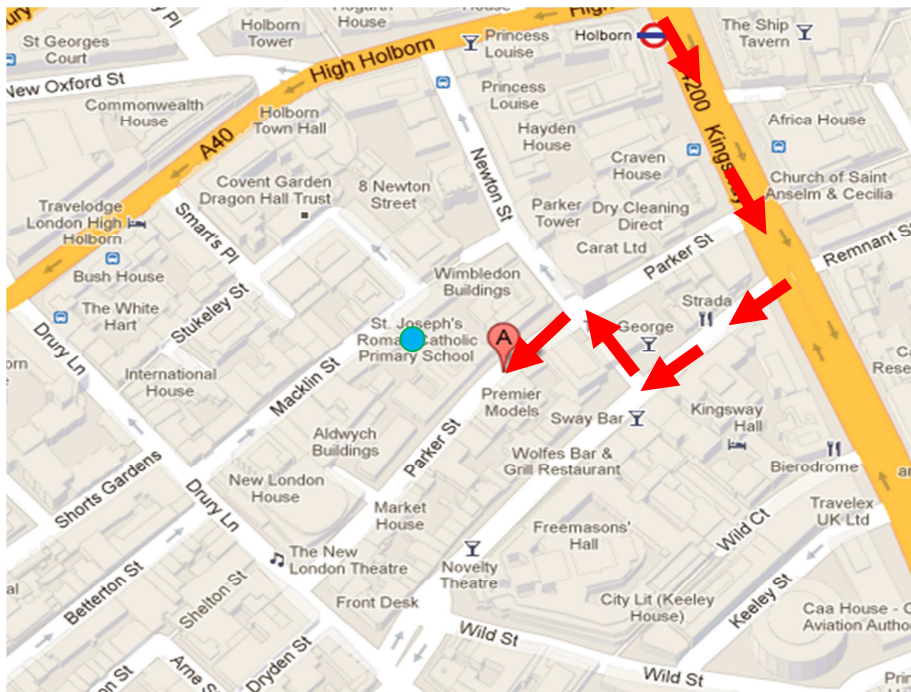 Holborn
House
High
St Georges
Court
Holborn
Tower
Princess
Louise
Holborn
The Ship
Tavern
High Holborn
New Oxford St
Commonwealth
House
Holborn
Town Hall
Princess
Louise
A40
Hayden
House
Africa House
Craven
House
Newton St
Covent Garden
Dragon Hall Trust
8 Newton
Street
Church of Saint
Anselm & Cecilia
Travelodge
London High
Holborn
Smart's Pl
Parker
Tower
Dry Cleaning
Direct
Carat Ltd
Parker St
Remnant St
Bush House
Wimbledon
Buildings
The White
Hart
Stukeley St
Strada
St. Joseph's
Primary School
George
A
Drury Ln
International
House
Macklin St
Premier
Models
Sway Bar
Kingsway
Hall
Aldwych
Buildings
Parker St
Wolfes Bar &
Grill Restaurant
Bierodrome
Shorts Gardens
New London
House
Drury Ln
Market
House
Freemasons'
Hall
Wild Ct
Travelex
UK Ltd
The New
London Theatre
Novelty
Theatre
Betterton St
Shelton St
Front Desk
City Lit (Keeley
House)
Keeley St
Caa House - C
Aviation Author
Wild St
Dryden St
Arne S
Wild St